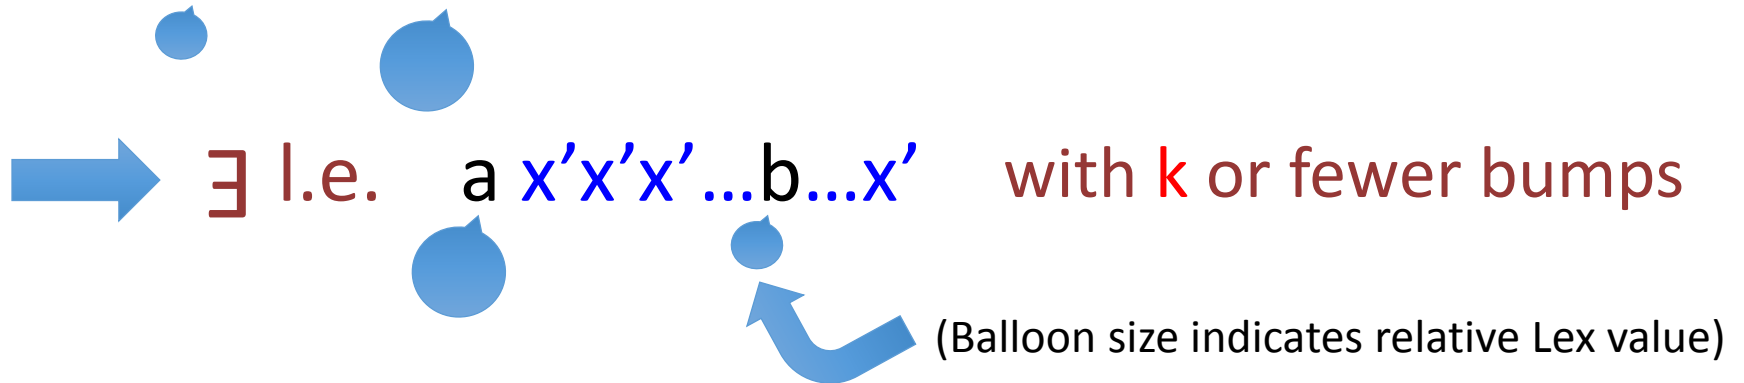 ∃ l.e. a x’x’x’…b…x’ with k or fewer bumps
(Balloon size indicates relative Lex value)